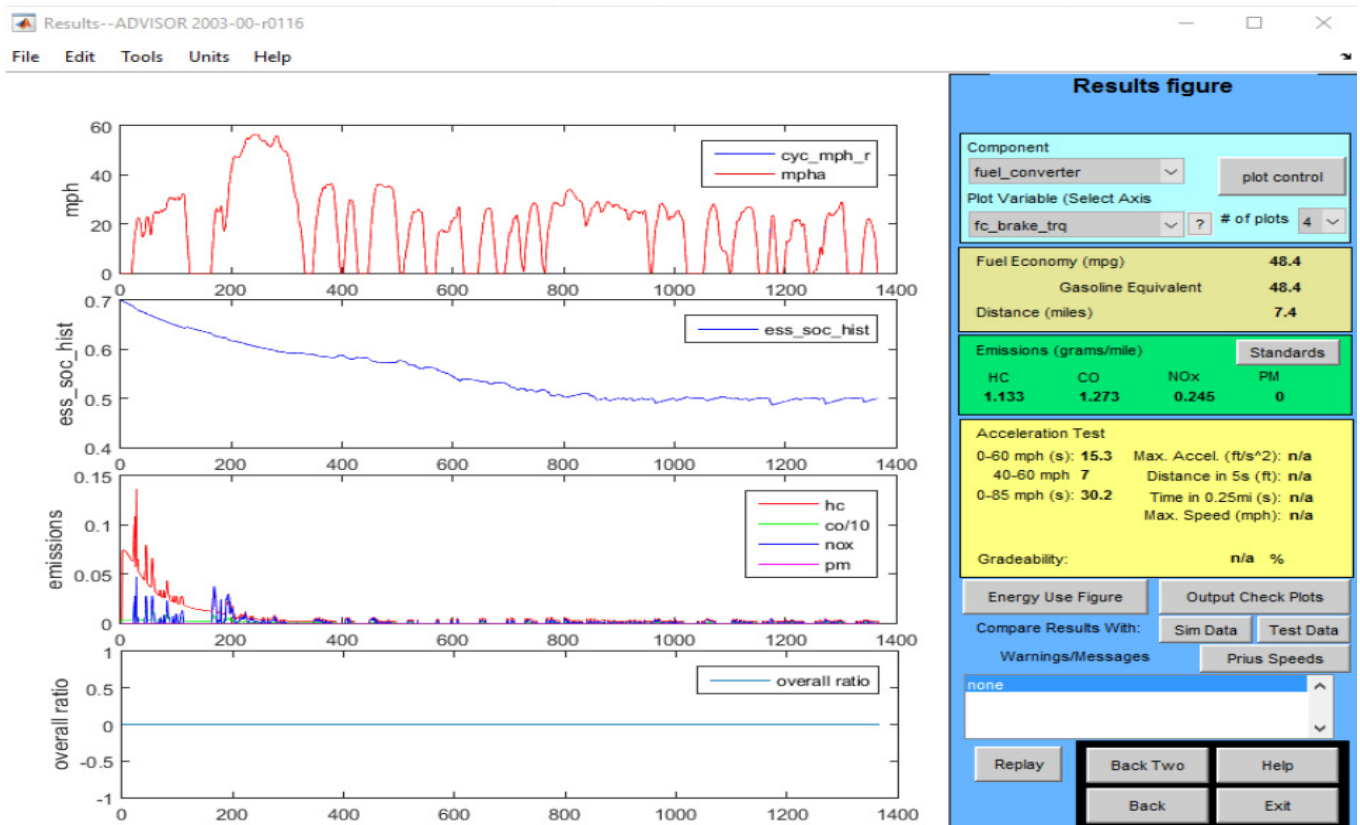 Results--ADVISOR 2003-00-r0116
File Edit Tools Units Help
60
40
20
0
mph
cyc_mph_r
mpha
0 200 400 600 800 1000 1200 1400
0.7
0.6
0.5
0.4
ess_soc_hist
ess_soc_hist
0 200 400 600 800 1000 1200 1400
0.15
0.1
0.05
0
emissions
hc
co/10
nox
pm
0 200 400 600 800 1000 1200 1400
1
0.5
0
-0.5
-1
overall ratio
overall ratio
0 200 400 600 800 1000 1200 1400
Results figure
Component
fuel_converter
plot control
Plot Variable (Select Axis
fc_brake_trq ? # of plots 4
Fuel Economy (mpg) 48.4
Gasoline Equivalent 48.4
Distance (miles) 7.4
Emissions (grams/mile) Standards
HC CO NOx PM
1.133 1.273 0.245 0
Acceleration Test
0-60 mph (s): 15.3 Max. Accel. (ft/s^2): n/a
40-60 mph 7 Distance in 5s (ft): n/a
0-85 mph (s): 30.2 Time in 0.25mi (s): n/a
Max. Speed (mph): n/a
Gradeability: n/a %
Energy Use Figure Output Check Plots
Compare Results With: Sim Data Test Data
Warnings/Messages Prius Speeds
none
Replay Back Two Help
Back Exit